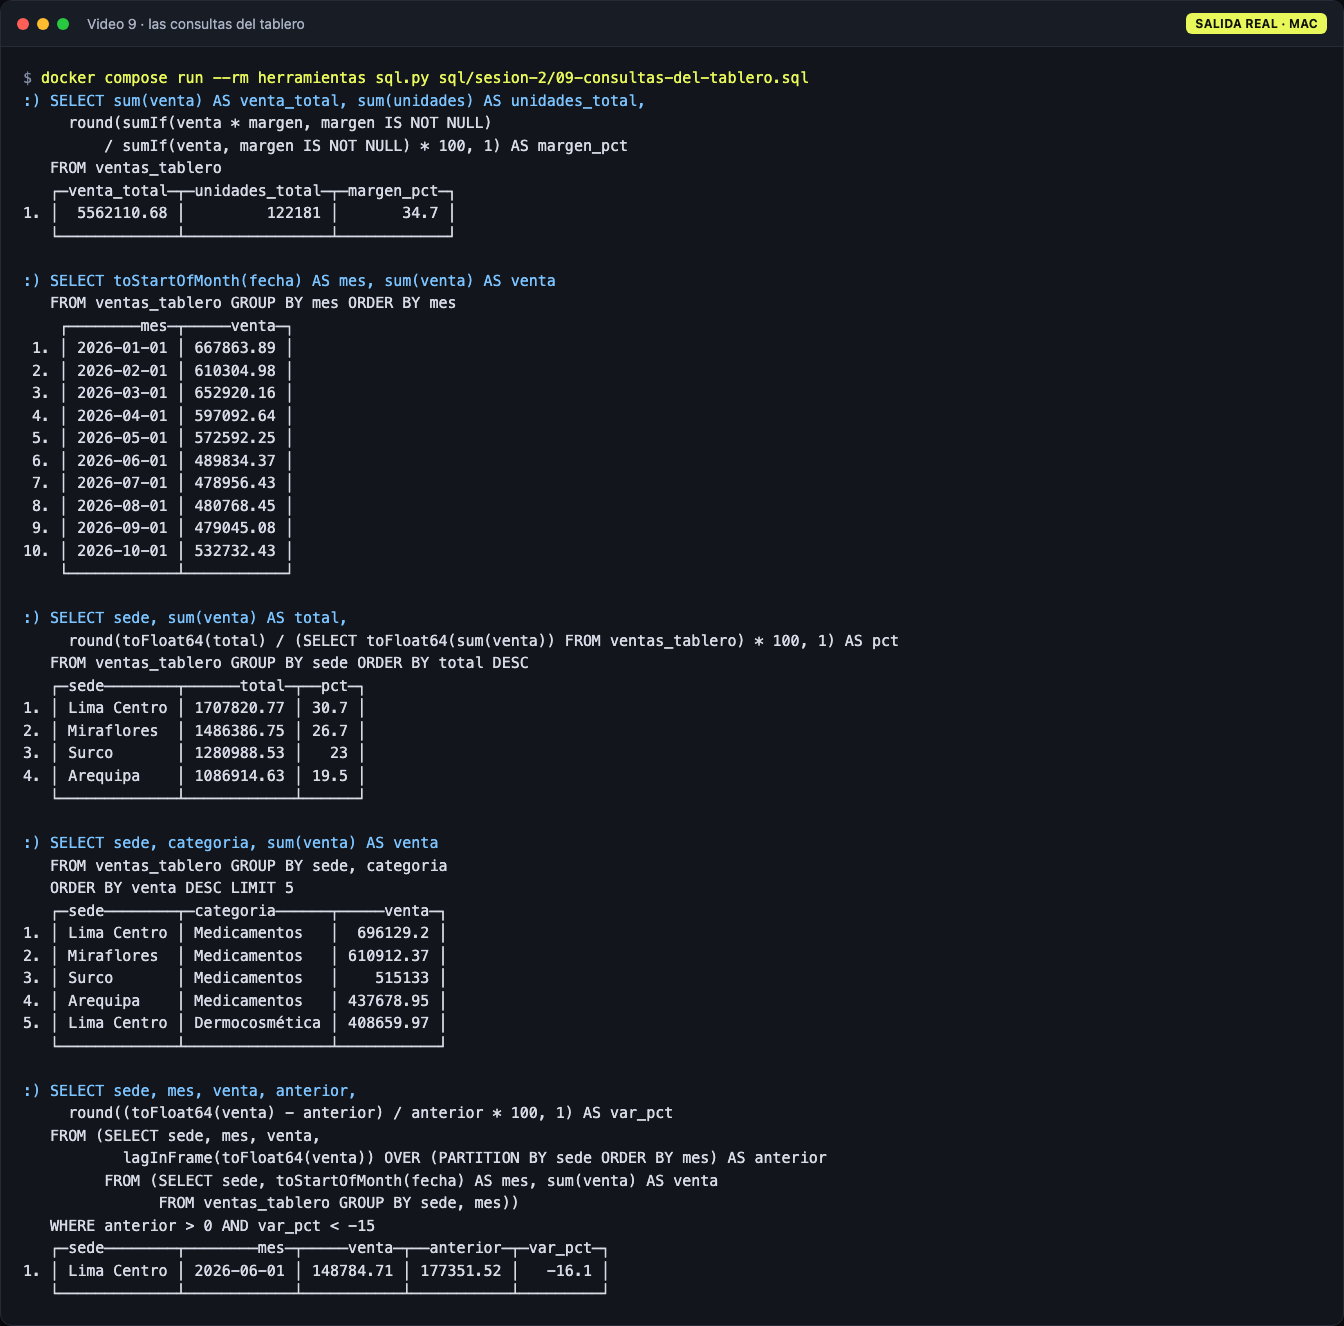 Video 9 · las consultas del tablero
SALIDA REAL · MAC
$ docker compose run --rm herramientas sql.py sql/sesion-2/09-consultas-del-tablero.sql
:) SELECT sum(venta) AS venta_total, sum(unidades) AS unidades_total,
round(sumIf(venta * margen, margen IS NOT NULL)
/ sumIf(venta, margen IS NOT NULL) * 100, 1) AS margen_pct
FROM ventas_tablero
┌─venta_total─┬─unidades_total─┬─margen_pct─┐
1. │ 5562110.68 │ 122181 │ 34.7 │
└─────────────┴────────────────┴────────────┘
:) SELECT toStartOfMonth(fecha) AS mes, sum(venta) AS venta
FROM ventas_tablero GROUP BY mes ORDER BY mes
┌────────mes─┬─────venta─┐
1. │ 2026-01-01 │ 667863.89 │
2. │ 2026-02-01 │ 610304.98 │
3. │ 2026-03-01 │ 652920.16 │
4. │ 2026-04-01 │ 597092.64 │
5. │ 2026-05-01 │ 572592.25 │
6. │ 2026-06-01 │ 489834.37 │
7. │ 2026-07-01 │ 478956.43 │
8. │ 2026-08-01 │ 480768.45 │
9. │ 2026-09-01 │ 479045.08 │
10. │ 2026-10-01 │ 532732.43 │
└────────────┴───────────┘
:) SELECT sede, sum(venta) AS total,
round(toFloat64(total) / (SELECT toFloat64(sum(venta)) FROM ventas_tablero) * 100, 1) AS pct
FROM ventas_tablero GROUP BY sede ORDER BY total DESC
┌─sede────────┬──────total─┬──pct─┐
1. │ Lima Centro │ 1707820.77 │ 30.7 │
2. │ Miraflores │ 1486386.75 │ 26.7 │
3. │ Surco │ 1280988.53 │ 23 │
4. │ Arequipa │ 1086914.63 │ 19.5 │
└─────────────┴────────────┴──────┘
:) SELECT sede, categoria, sum(venta) AS venta
FROM ventas_tablero GROUP BY sede, categoria
ORDER BY venta DESC LIMIT 5
┌─sede────────┬─categoria──────┬─────venta─┐
1. │ Lima Centro │ Medicamentos │ 696129.2 │
2. │ Miraflores │ Medicamentos │ 610912.37 │
3. │ Surco │ Medicamentos │ 515133 │
4. │ Arequipa │ Medicamentos │ 437678.95 │
5. │ Lima Centro │ Dermocosmética │ 408659.97 │
└─────────────┴────────────────┴───────────┘
:) SELECT sede, mes, venta, anterior,
round((toFloat64(venta) - anterior) / anterior * 100, 1) AS var_pct
FROM (SELECT sede, mes, venta,
lagInFrame(toFloat64(venta)) OVER (PARTITION BY sede ORDER BY mes) AS anterior
FROM (SELECT sede, toStartOfMonth(fecha) AS mes, sum(venta) AS venta
FROM ventas_tablero GROUP BY sede, mes))
WHERE anterior > 0 AND var_pct < -15
┌─sede────────┬────────mes─┬─────venta─┬──anterior─┬─var_pct─┐
1. │ Lima Centro │ 2026-06-01 │ 148784.71 │ 177351.52 │ -16.1 │
└─────────────┴────────────┴───────────┴───────────┴─────────┘